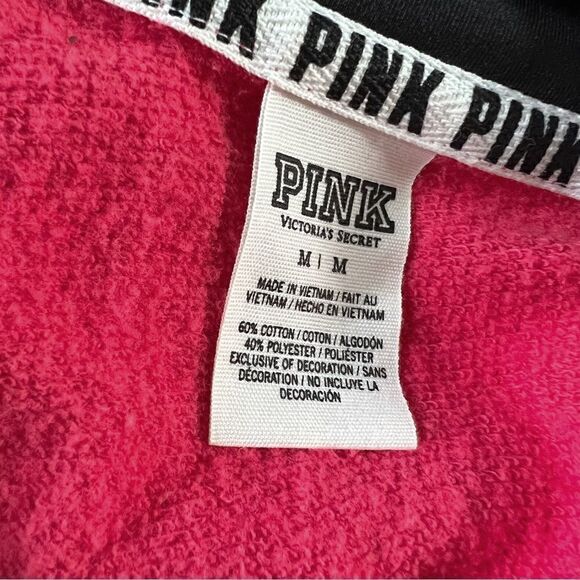 PINK PINK PINK
PINK
VICTORIA'S SECRET
M | M
MADE IN VIETNAM / FAIT AU
VIETNAM / HECHO EN VIETNAM
60% COTTON / COTON / ALGODÓN
40% POLYESTER / POLIÉSTER
EXCLUSIVE OF DECORATION / SANS
DÉCORATION / NO INCLUYE LA
DECORACIÓN